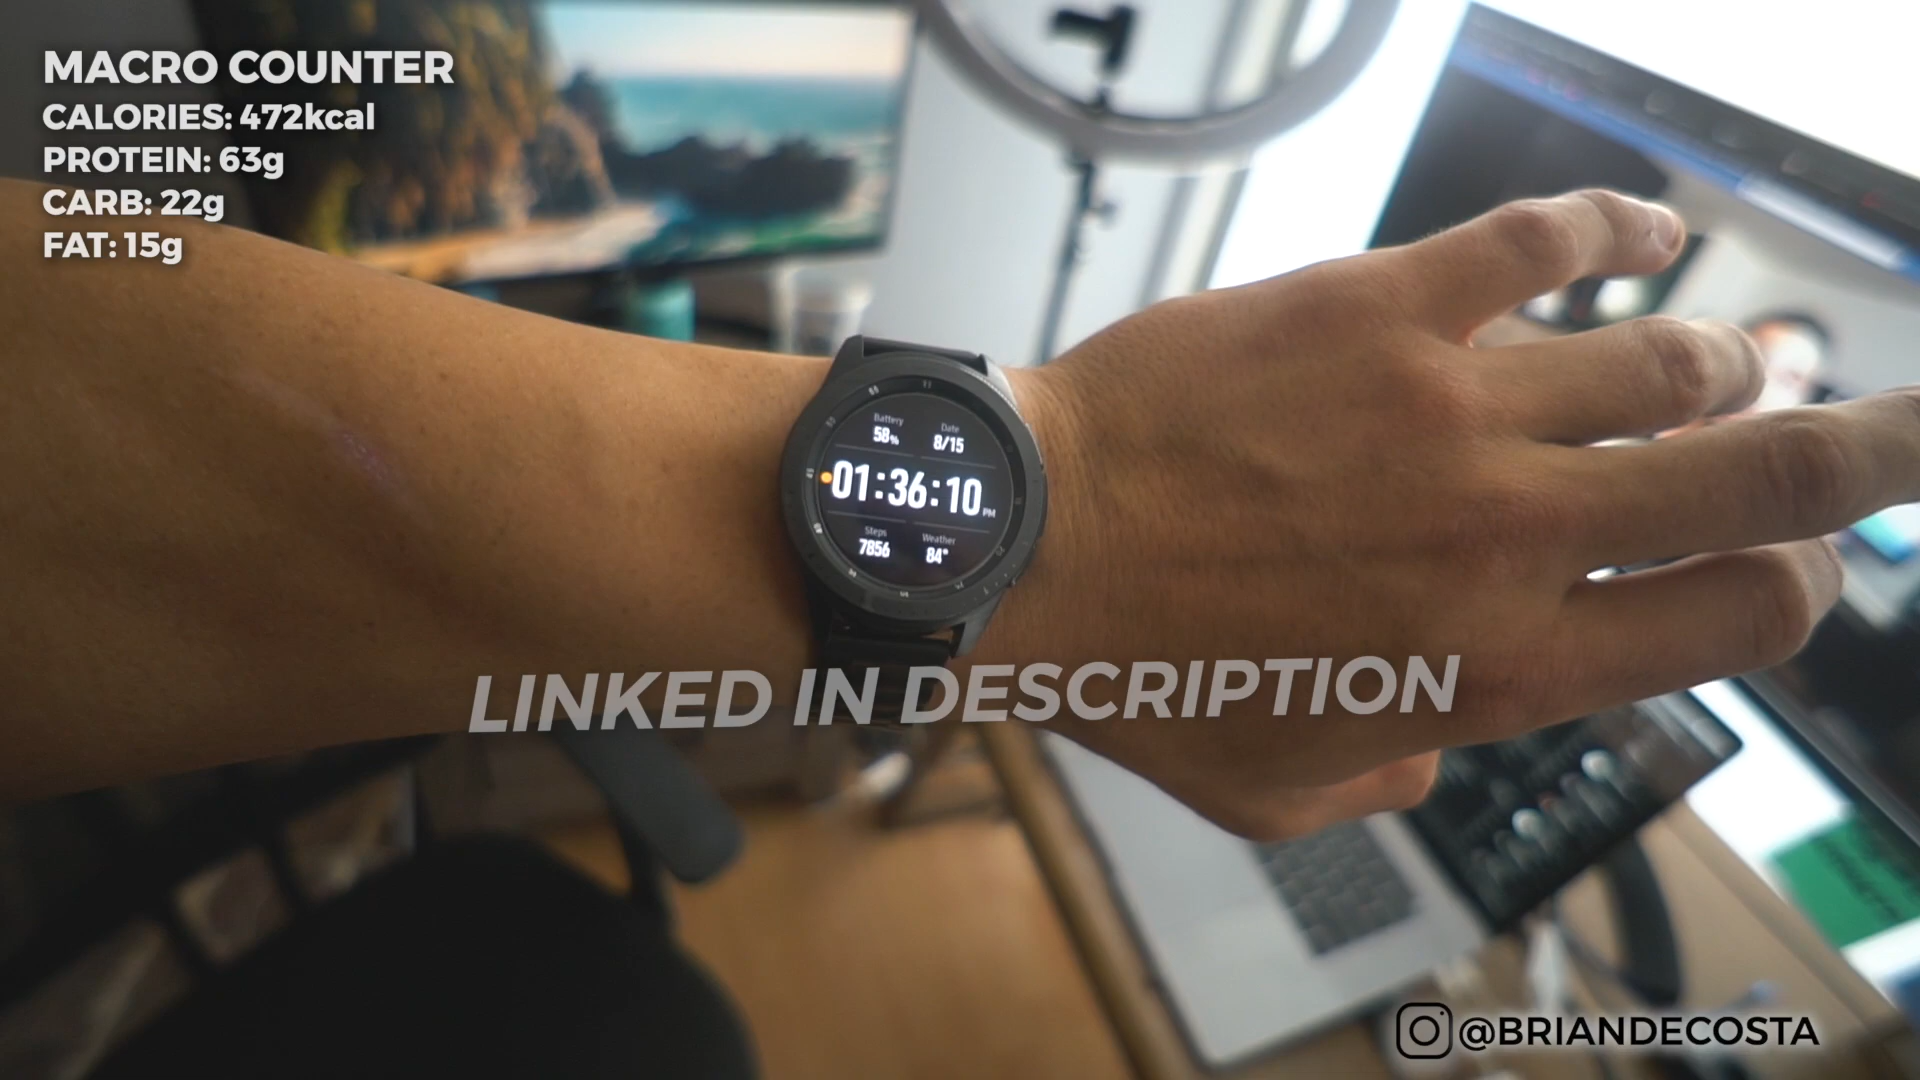 MACRO COUNTER
CALORIES: 472kcal
PROTEIN: 63g
CARB: 22g
FAT: 15g
Battery
58%
Date
8/15
01:36:10 PM
Steps
7856
Weather
84°
LINKED IN DESCRIPTION
@BRIANDECOSTA